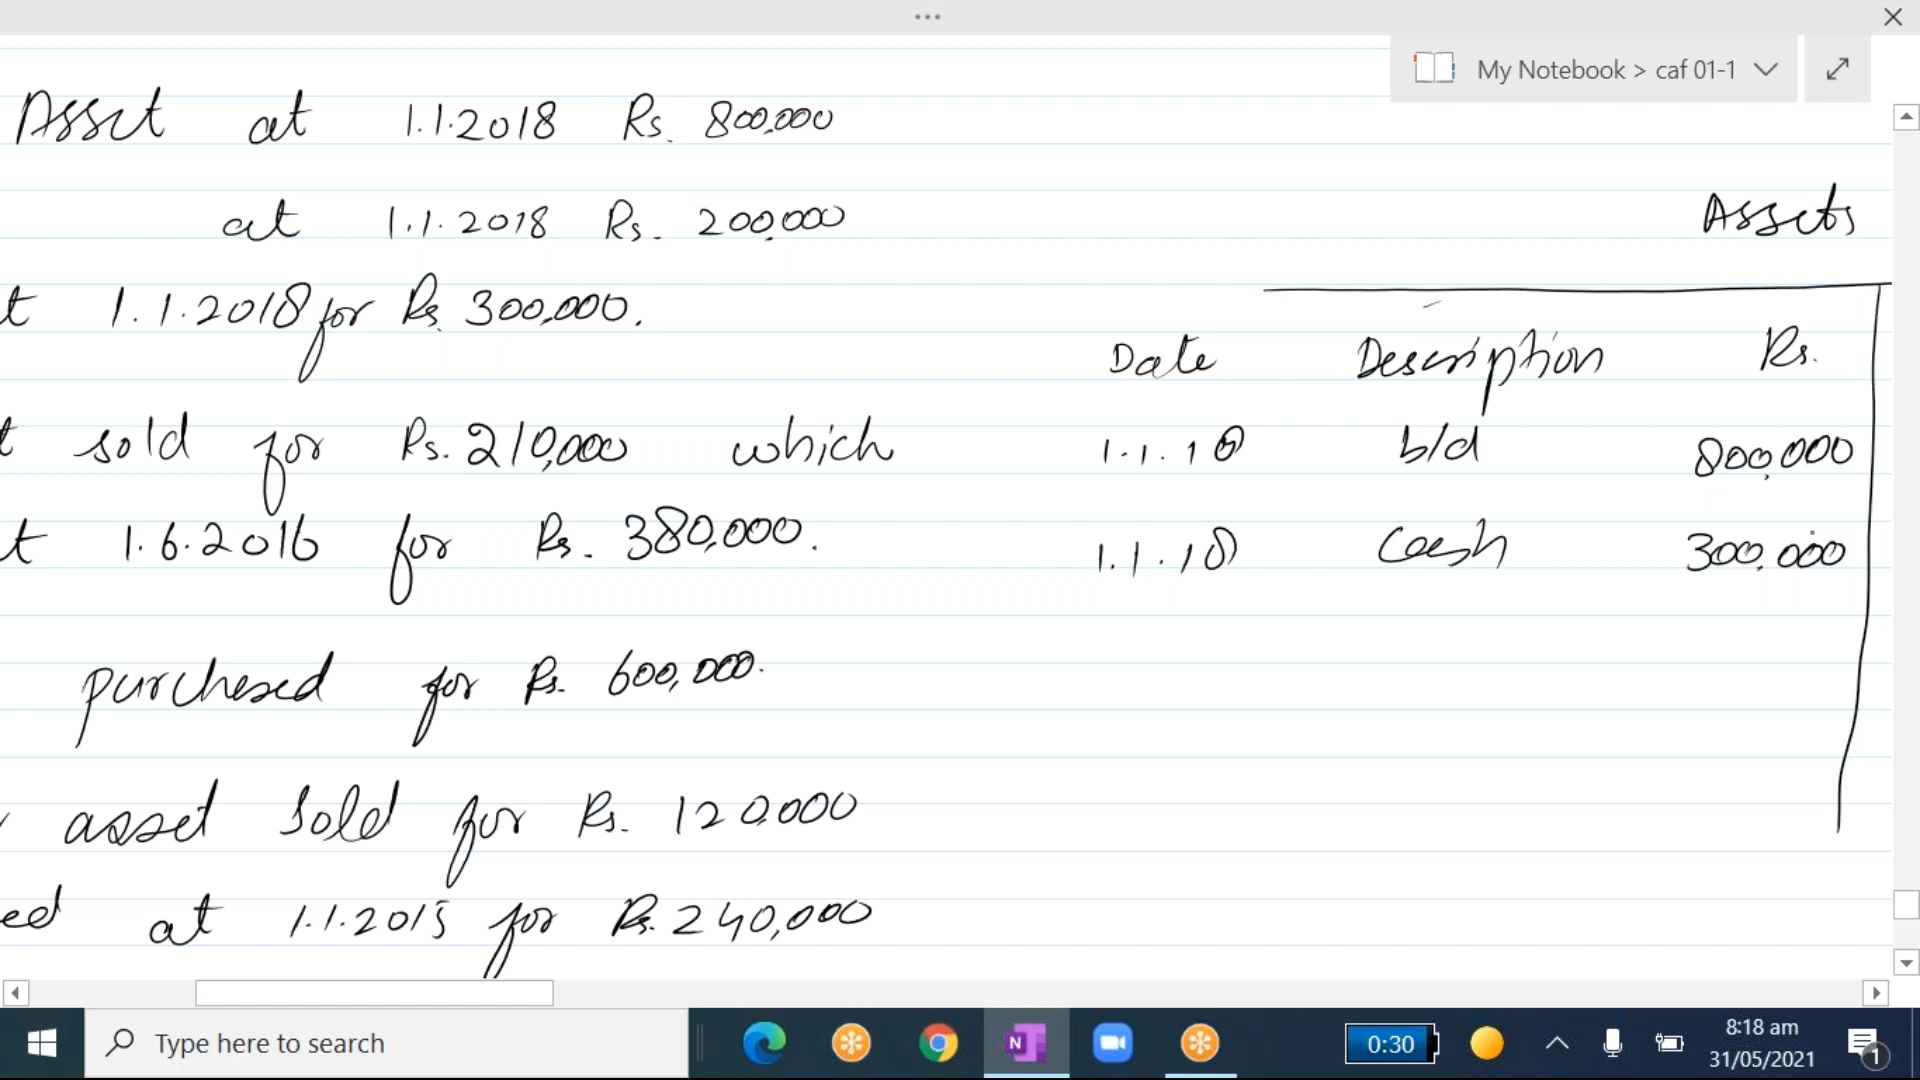 My Notebook > caf 01-1
Asset at 1.1.2018 Rs. 800,000
at 1.1.2018 Rs. 200,000
t 1.1.2018 for Rs. 300,000.
t sold for Rs. 210,000 which
t 1.6.2016 for Rs. 380,000.
purchased for Rs. 600,000.
asset sold for Rs. 120,000
ed at 1.1.2015 for Rs. 240,000
Assets
Date Description Rs.
1.1.18 b/d 800,000
1.1.18 Cash 300,000
Type here to search
0:30
8:18 am
31/05/2021
1